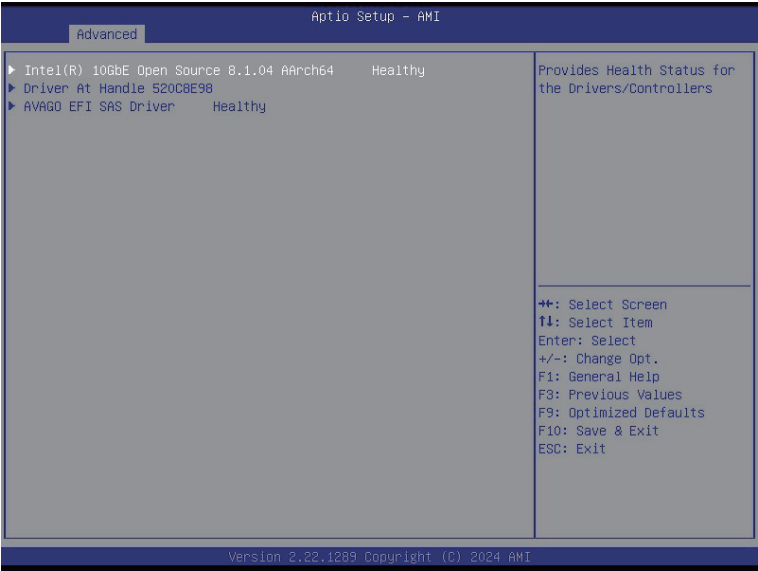 Aptio Setup - AMI
Advanced
Intel(R) 10GbE Open Source 8.1.04 AArch64 Healthy
Driver At Handle 520C8E98
AVAGO EFI SAS Driver Healthy
Provides Health Status for
the Drivers/Controllers
→←: Select Screen
↑↓: Select Item
Enter: Select
+/-: Change Opt.
F1: General Help
F3: Previous Values
F9: Optimized Defaults
F10: Save & Exit
ESC: Exit
Version 2.22.1289 Copyright (C) 2024 AMI